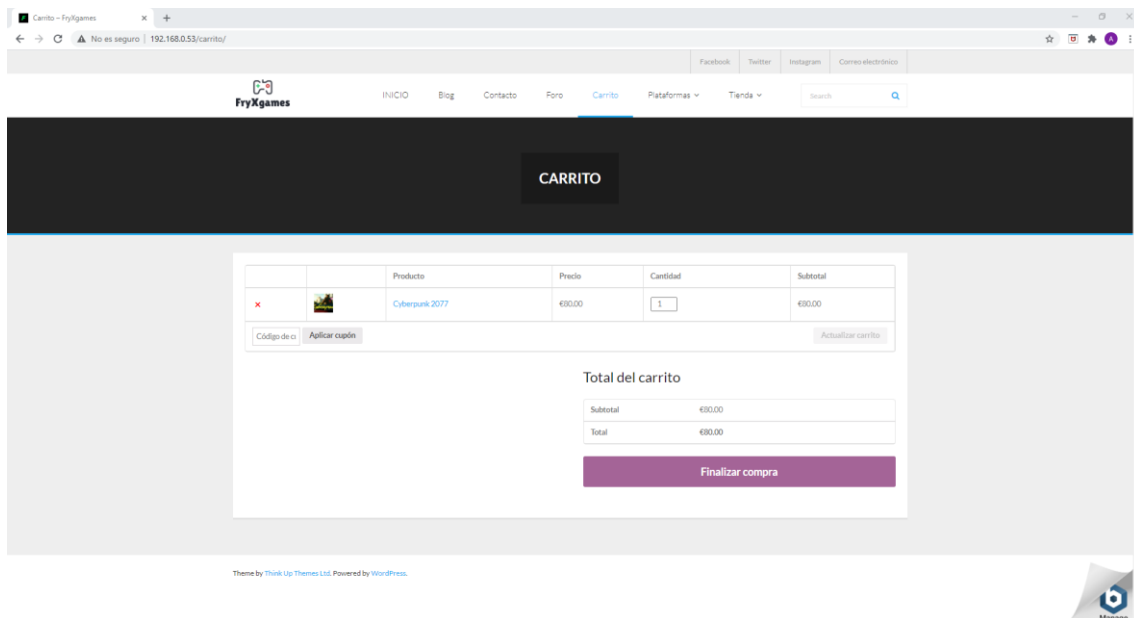 Carrito – FryXgames
No es seguro | 192.168.0.53/carrito/
A
Facebook Twitter Instagram Correo electrónico
FryXgames
INICIO Blog Contacto Foro Carrito Plataformas Tienda Search
CARRITO
Producto Precio Cantidad Subtotal
Cyberpunk 2077 €80.00 1 €80.00
Código de cu Aplicar cupón Actualizar carrito
Total del carrito
Subtotal €80.00
Total €80.00
Finalizar compra
Theme by Think Up Themes Ltd. Powered by WordPress.
Manage